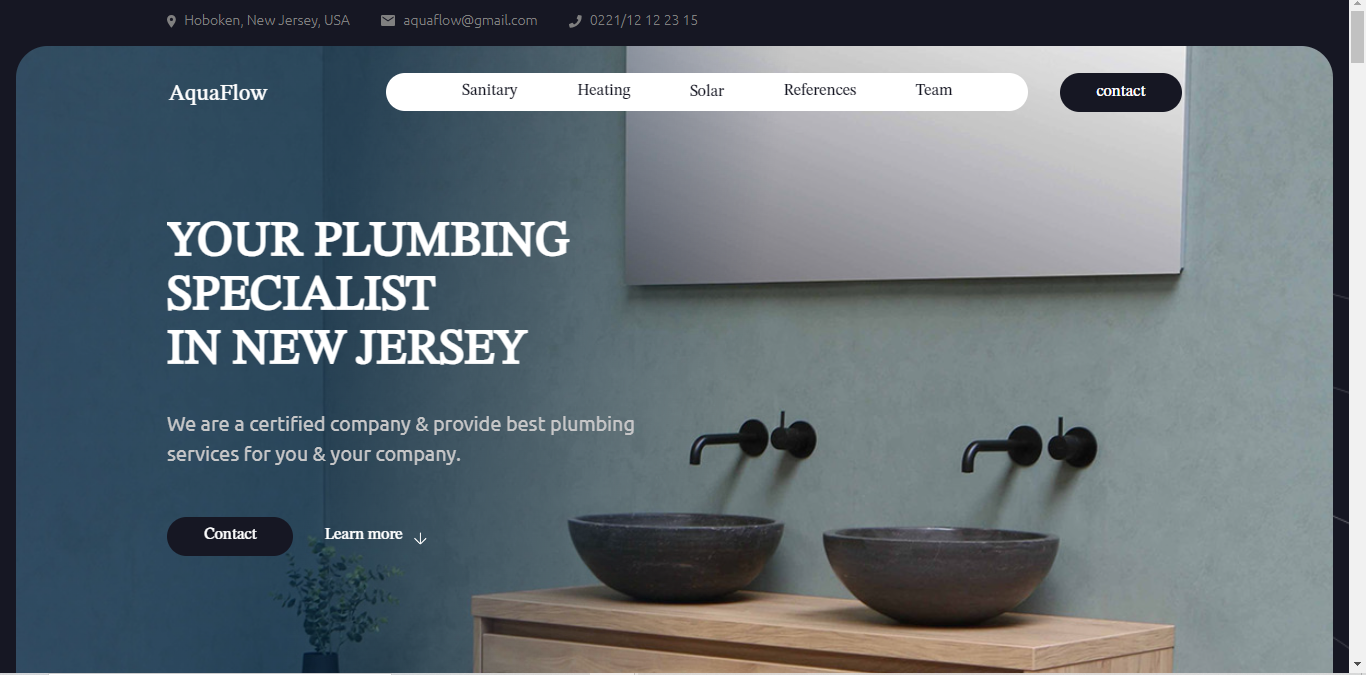 Hoboken, New Jersey, USA aquaflow@gmail.com 0221/12 12 23 15
AquaFlow Sanitary Heating Solar References Team contact
YOUR PLUMBING
SPECIALIST
IN NEW JERSEY
We are a certified company & provide best plumbing
services for you & your company.
Contact Learn more